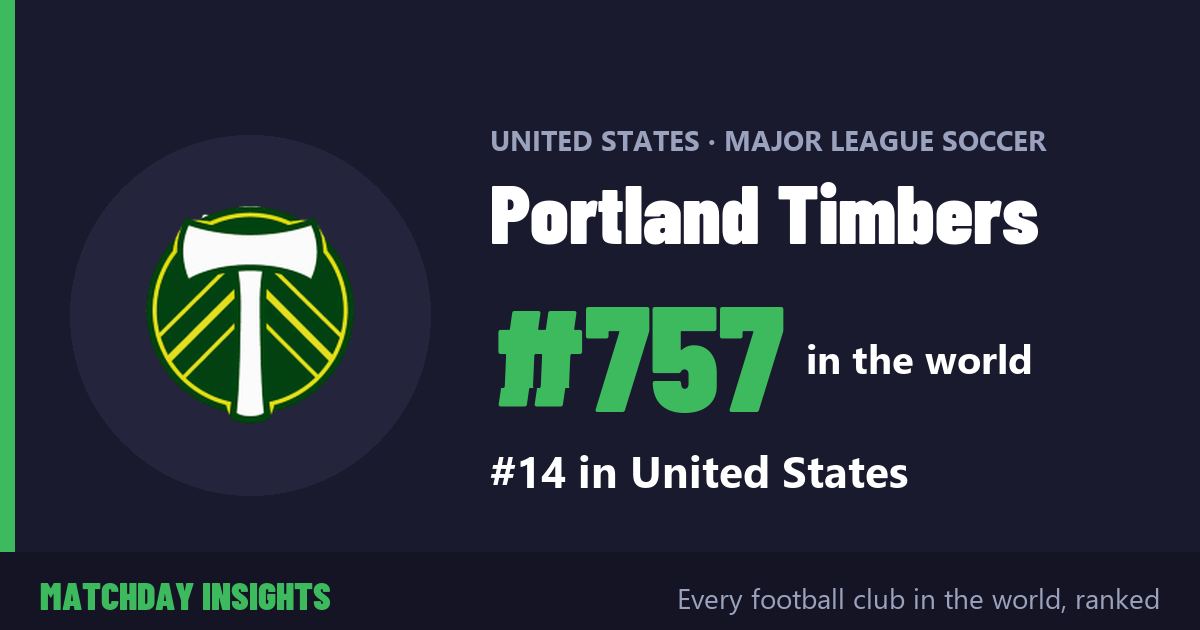 UNITED STATES · MAJOR LEAGUE SOCCER
Portland Timbers
#757 in the world
#14 in United States
MATCHDAY INSIGHTS
Every football club in the world, ranked